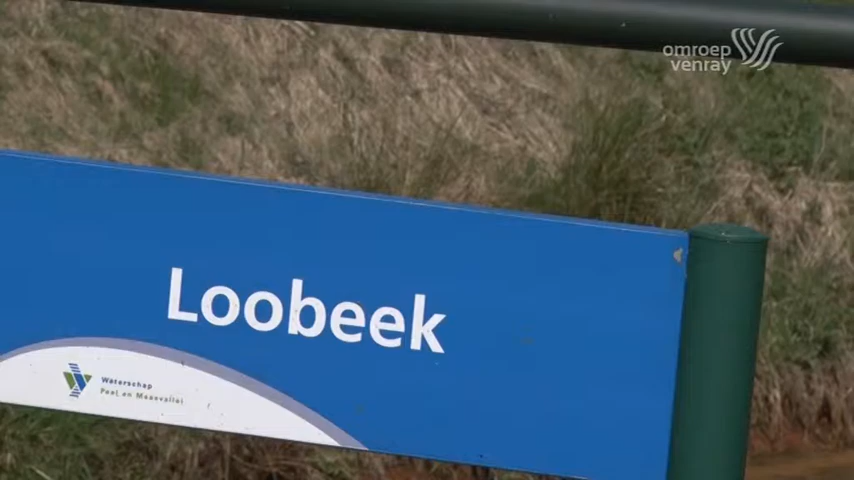 omroep
venray
Loobeek
Waterschap
Peel en Maasvallei